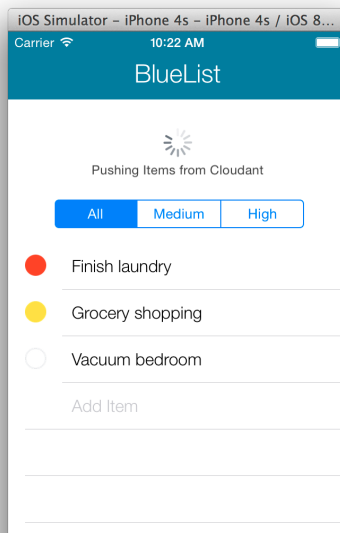 iOS Simulator – iPhone 4s – iPhone 4s / iOS 8...
Carrier 10:22 AM
BlueList
Pushing Items from Cloudant
All Medium High
Finish laundry
Grocery shopping
Vacuum bedroom
Add Item